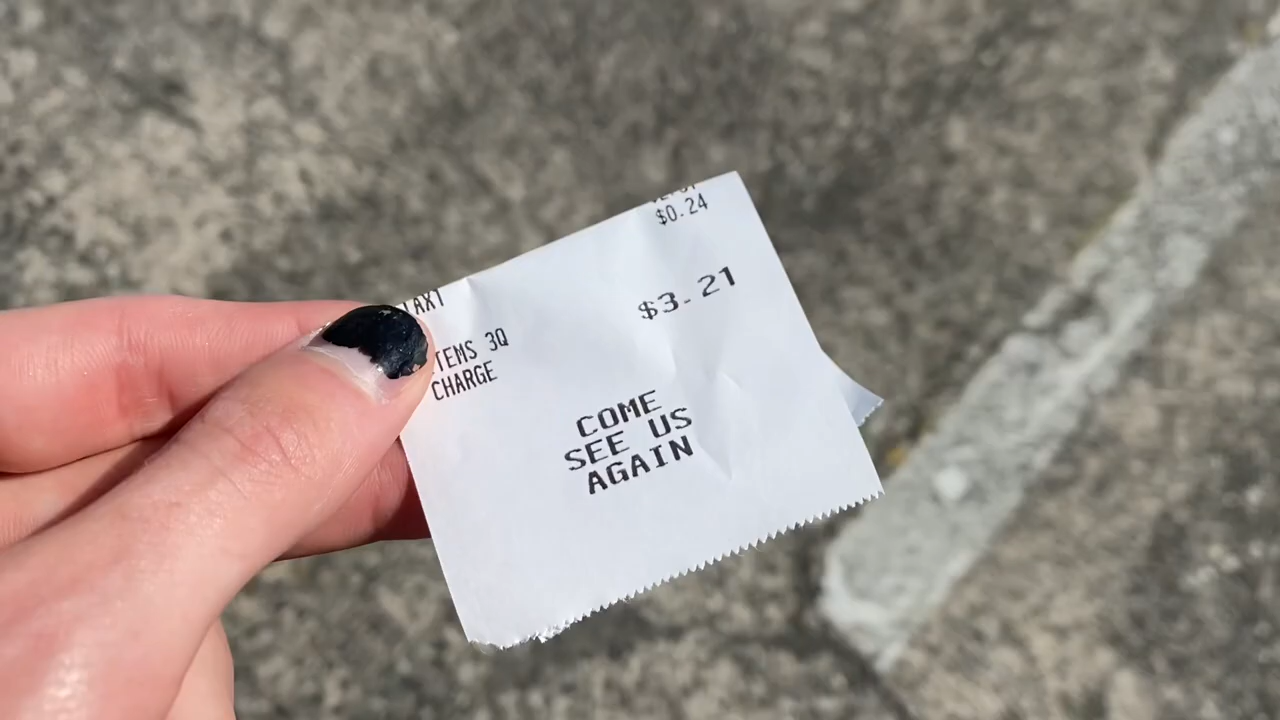 $0.24
TAX1
$3.21
TEMS 3Q
CHARGE
COME
SEE US
AGAIN